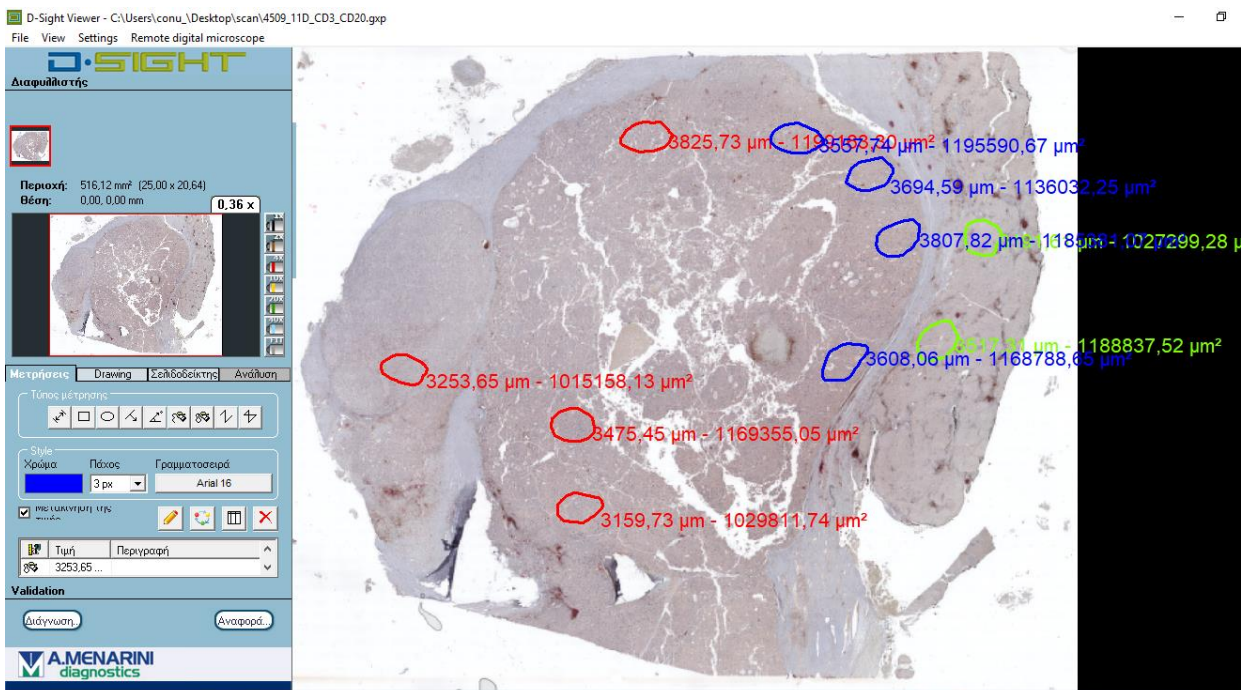 D-Sight Viewer - C:\Users\conu_\Desktop\scan\4509_11D_CD3_CD20.gxp
File View Settings Remote digital microscope
D·SIGHT
Διαφυλλιστής
Περιοχή: 516,12 mm² (25,00 x 20,64)
Θέση: 0,00, 0,00 mm
0,36 x
Μετρήσεις Drawing Σελιδοδείκτης Ανάλυση
Τύπος μέτρησης
Style
Χρώμα Πάχος Γραμματοσειρά
3 px Arial 16
Μετακίνηση της
Τιμή Περιγραφή
3253,65 ...
Validation
Διάγνωση.. Αναφορά..
A.MENARINI
diagnostics
3825,73 μm -
μm - 1195590,67 μm²
3694,59 μm - 1136032,25 μm²
3807,82 μm -
μm - 1027299,28 μ
μm - 1188837,52 μm²
3608,06 μm - 1168788,65 μm²
3253,65 μm - 1015158,13 μm²
3475,45 μm - 1169355,05 μm²
3159,73 μm - 1029811,74 μm²